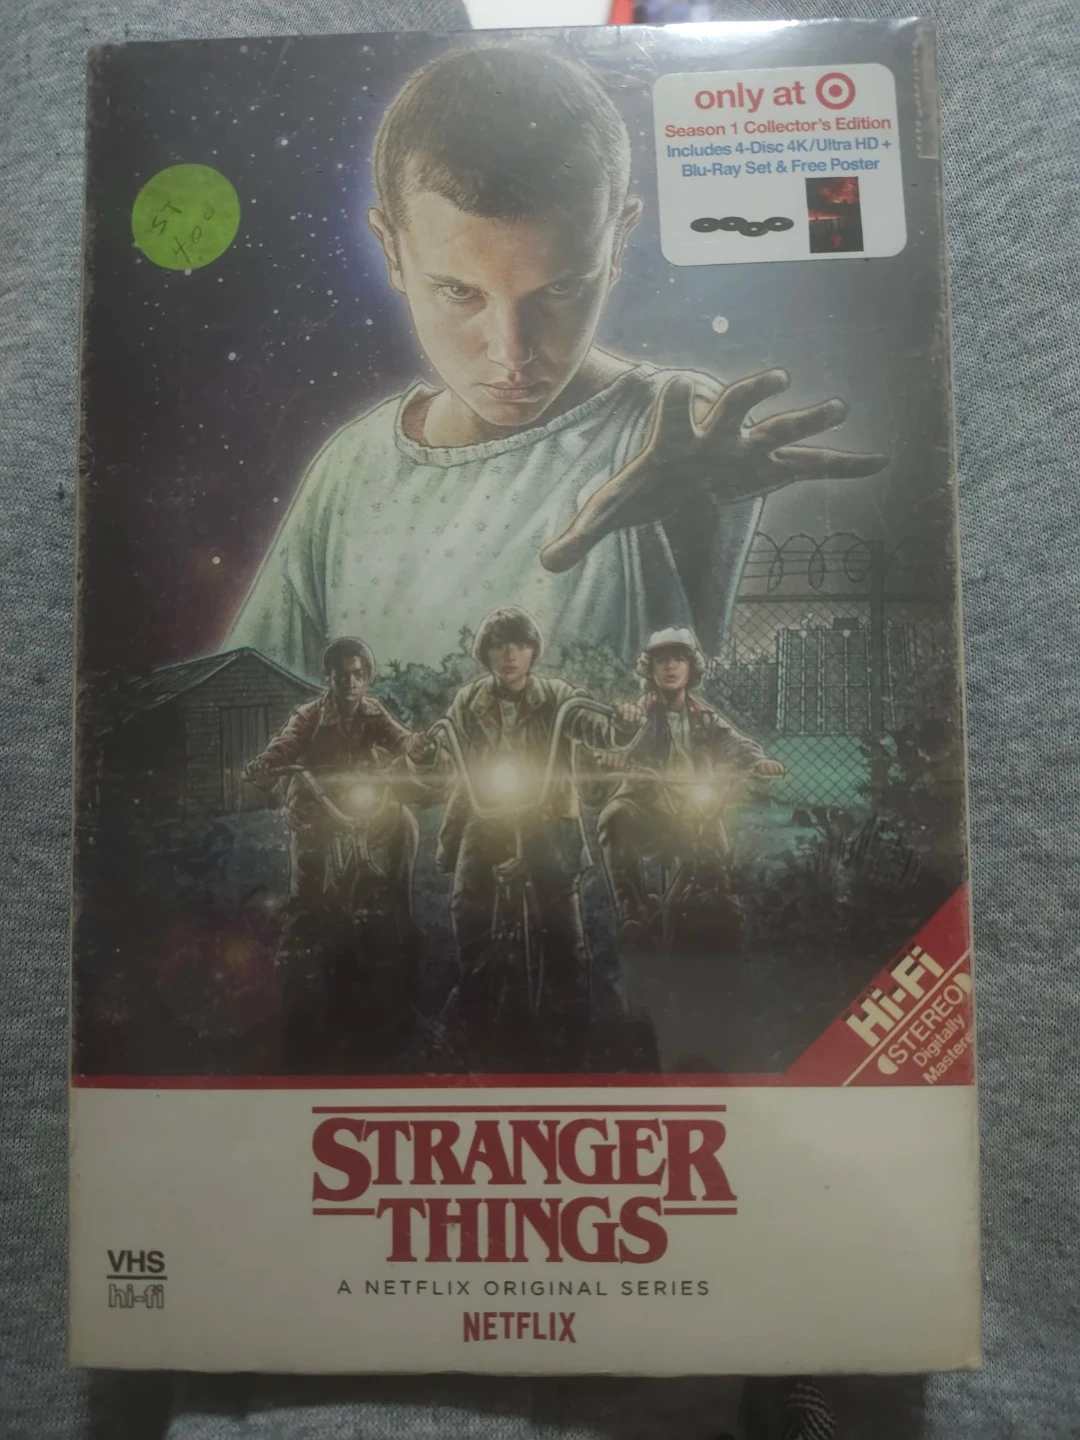 only at
Season 1 Collector's Edition
Includes 4-Disc 4K/Ultra HD +
Blu-Ray Set & Free Poster
ST
Hi-Fi
STEREO
Digitally
STRANGER
THINGS
VHS
hi-fi
A NETFLIX ORIGINAL SERIES
NETFLIX